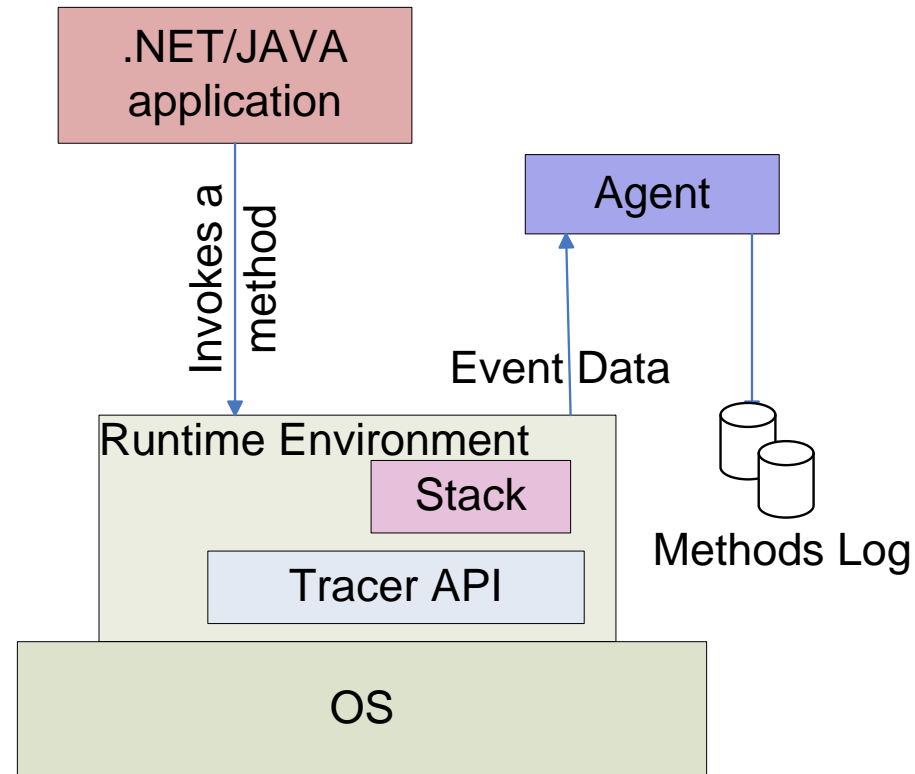 .NET/JAVA
application
Invokes a
method
Agent
Event Data
Runtime Environment
Stack
Tracer API
Methods Log
OS